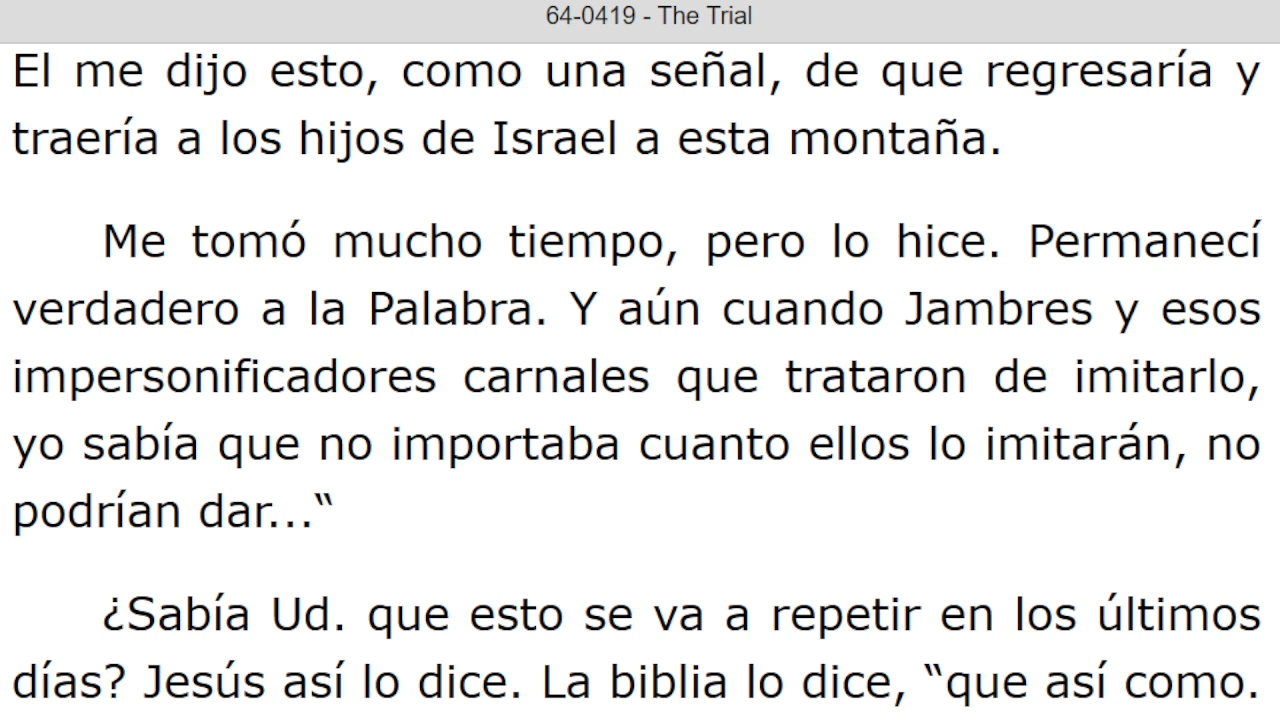 64-0419 - The Trial
El me dijo esto, como una señal, de que regresaría y
traería a los hijos de Israel a esta montaña.
Me tomó mucho tiempo, pero lo hice. Permanecí
verdadero a la Palabra. Y aún cuando Jambres y esos
impersonificadores carnales que trataron de imitarlo,
yo sabía que no importaba cuanto ellos lo imitarán, no
podrían dar...“
¿Sabía Ud. que esto se va a repetir en los últimos
días? Jesús así lo dice. La biblia lo dice, “que así como.